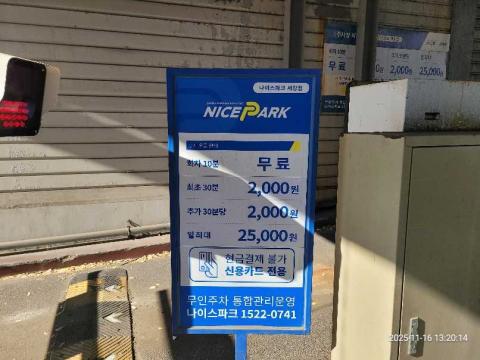 나이스파크 세강점
NICEPARK
회차 10분 무료
최초 30분 2,000원
추가 30분당 2,000원
일최대 25,000원
현금결제 불가
신용카드 전용
무인주차 통합관리운영
나이스파크 1522-0741
무료
2,000원
25,000원
2025-11-16 13:20:14